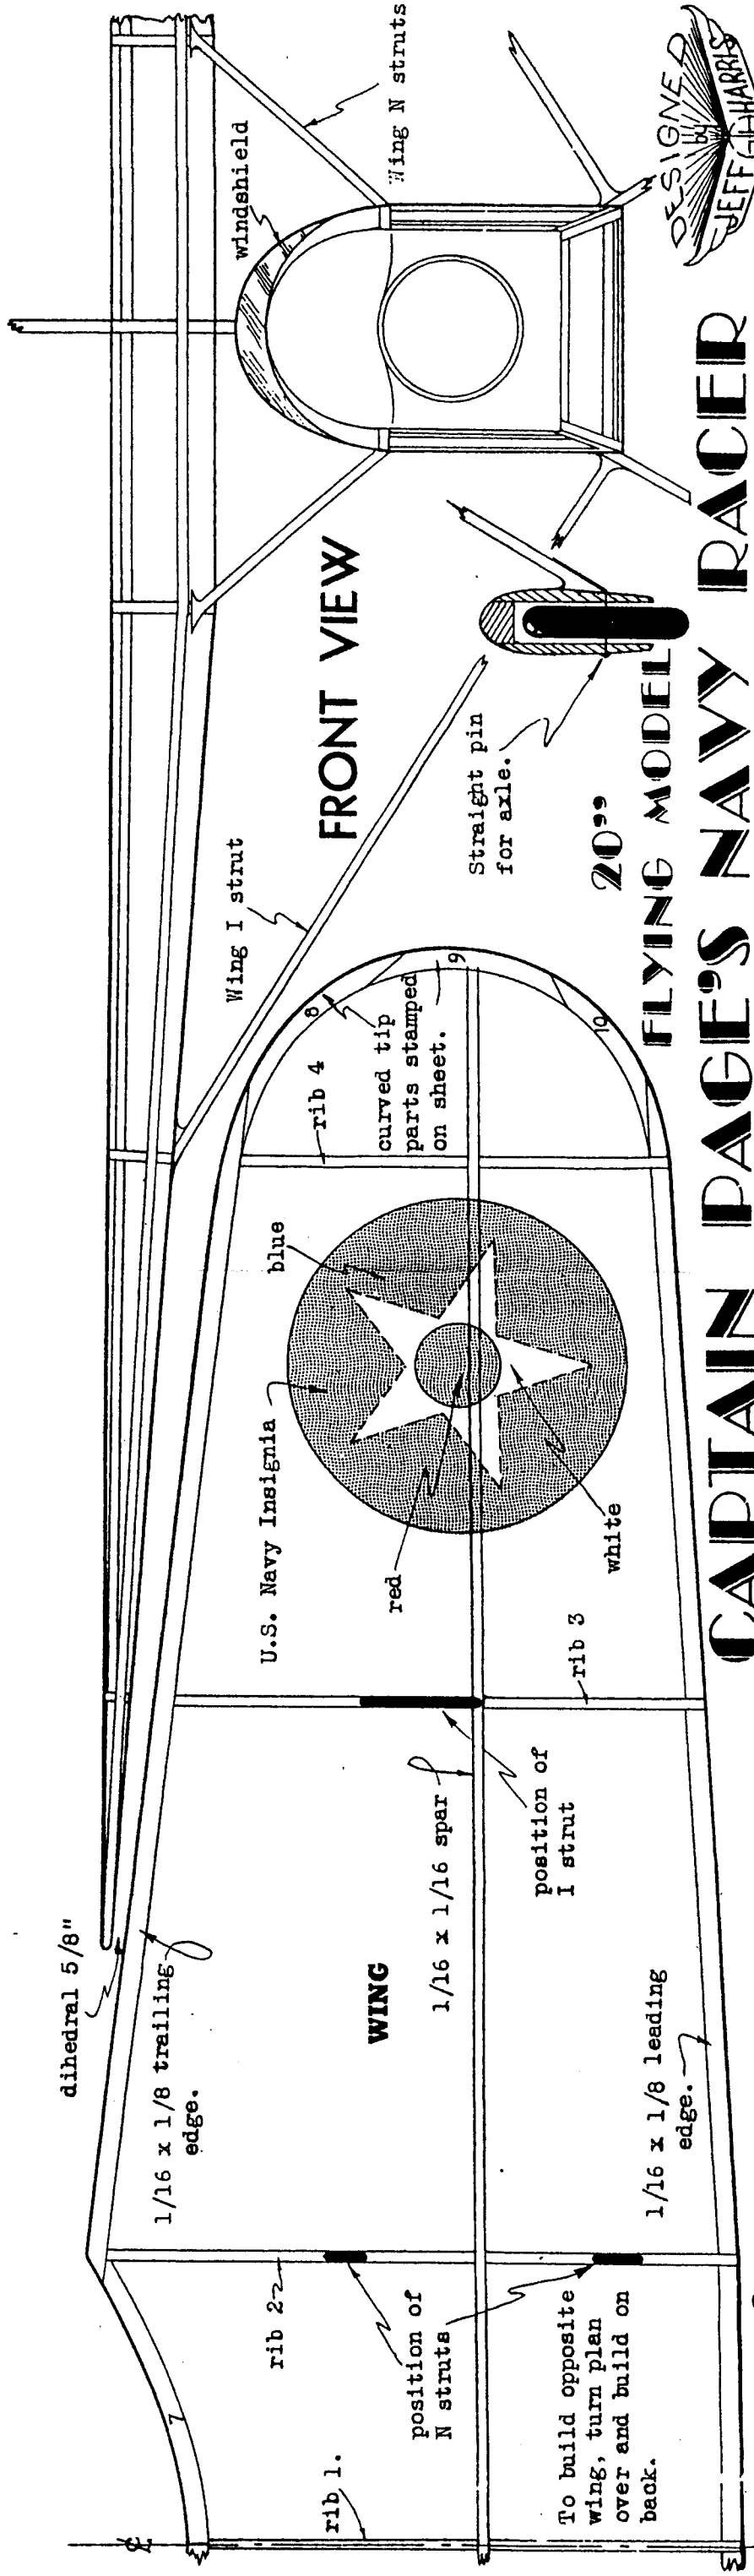 dihedral 5/8"
1/16 x 1/8 trailing
edge.
WING
1/16 x 1/16 spar
1/16 x 1/8 leading
edge.
rib 1.
rib 2
rib 3
rib 4
7
8
9
10
position of
N struts
To build opposite
wing, turn plan
over and build on
back.
position of
I strut
U.S. Navy Insignia
blue
red
white
curved tip
parts stamped
on sheet.
Wing I strut
FRONT VIEW
Straight pin
for axle.
windshield
Wing N struts
20"
FLYING MODEL
CAPTAIN PAGE'S NAVY RACER
DESIGNED
by